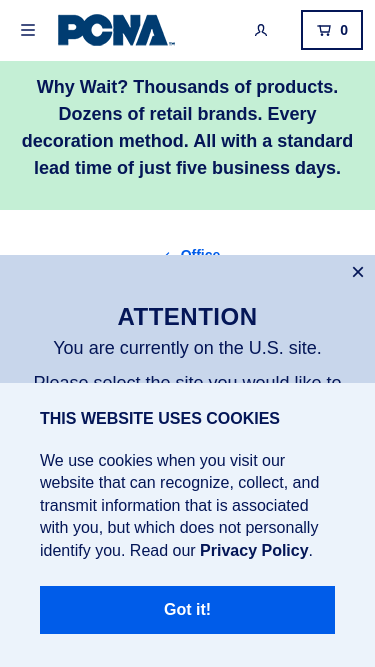 PCNA
0
Why Wait? Thousands of products.
Dozens of retail brands. Every
decoration method. All with a standard
lead time of just five business days.
Office
ATTENTION
You are currently on the U.S. site.
Please select the site you would like to
THIS WEBSITE USES COOKIES
We use cookies when you visit our
website that can recognize, collect, and
transmit information that is associated
with you, but which does not personally
identify you. Read our Privacy Policy.
Got it!